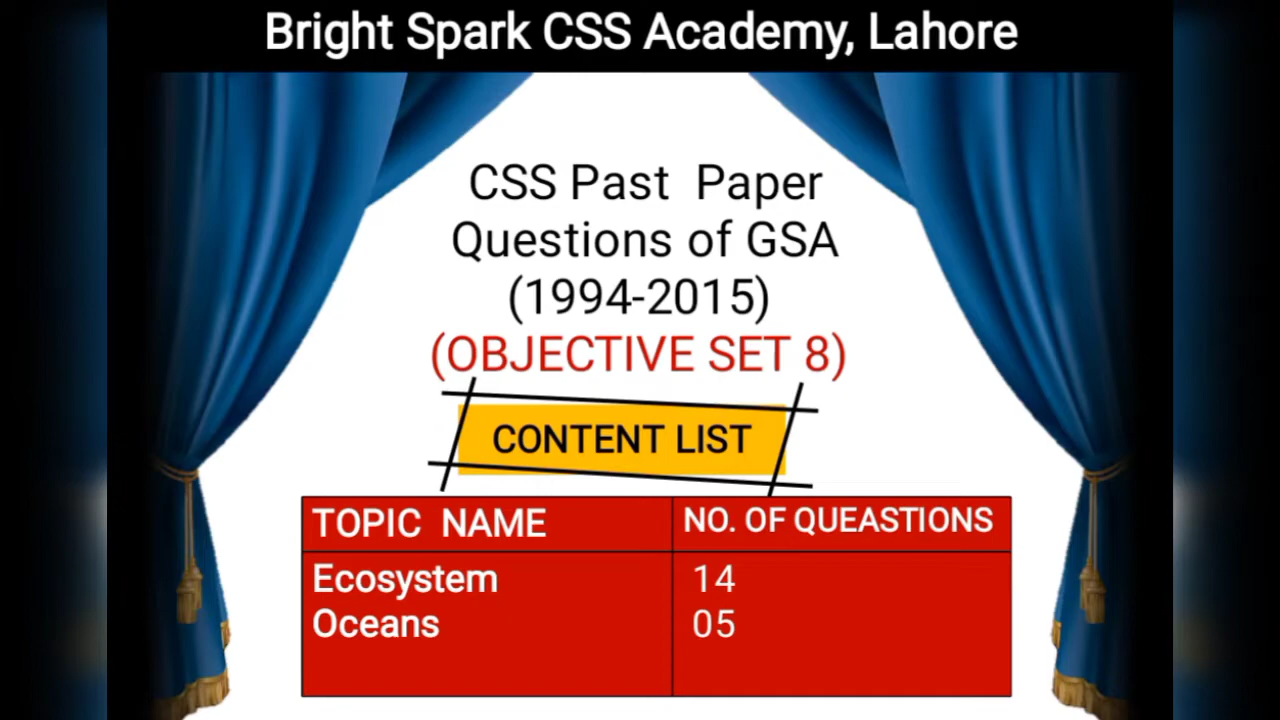 Bright Spark CSS Academy, Lahore
CSS Past Paper
Questions of GSA
(1994-2015)
(OBJECTIVE SET 8)
CONTENT LIST
TOPIC NAME NO. OF QUEASTIONS
Ecosystem 14
Oceans 05